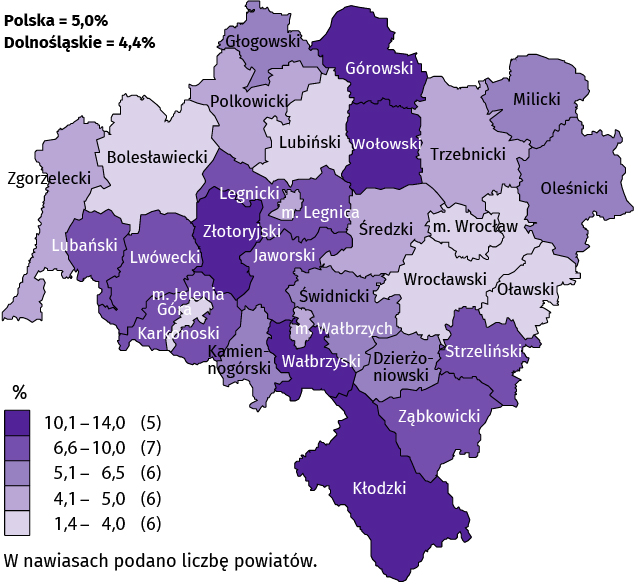 Polska = 5,0%
Dolnośląskie = 4,4%
Głogowski
Górowski
Milicki
Polkowicki
Lubiński
Wołowski
Trzebnicki
Bolesławiecki
Zgorzelecki
Oleśnicki
Legnicki
m. Legnica
Złotoryjski
Średzki
m. Wrocław
Lubański
Lwówecki
Jaworski
Wrocławski
Oławski
m. Jelenia
Góra
Świdnicki
Karkonoski
m. Wałbrzych
Kamien-
nogórski
Wałbrzyski
Dzierżo-
niowski
Strzeliński
Ząbkowicki
Kłodzki
%
10,1 – 14,0 (5)
6,6 – 10,0 (7)
5,1 – 6,5 (6)
4,1 – 5,0 (6)
1,4 – 4,0 (6)
W nawiasach podano liczbę powiatów.